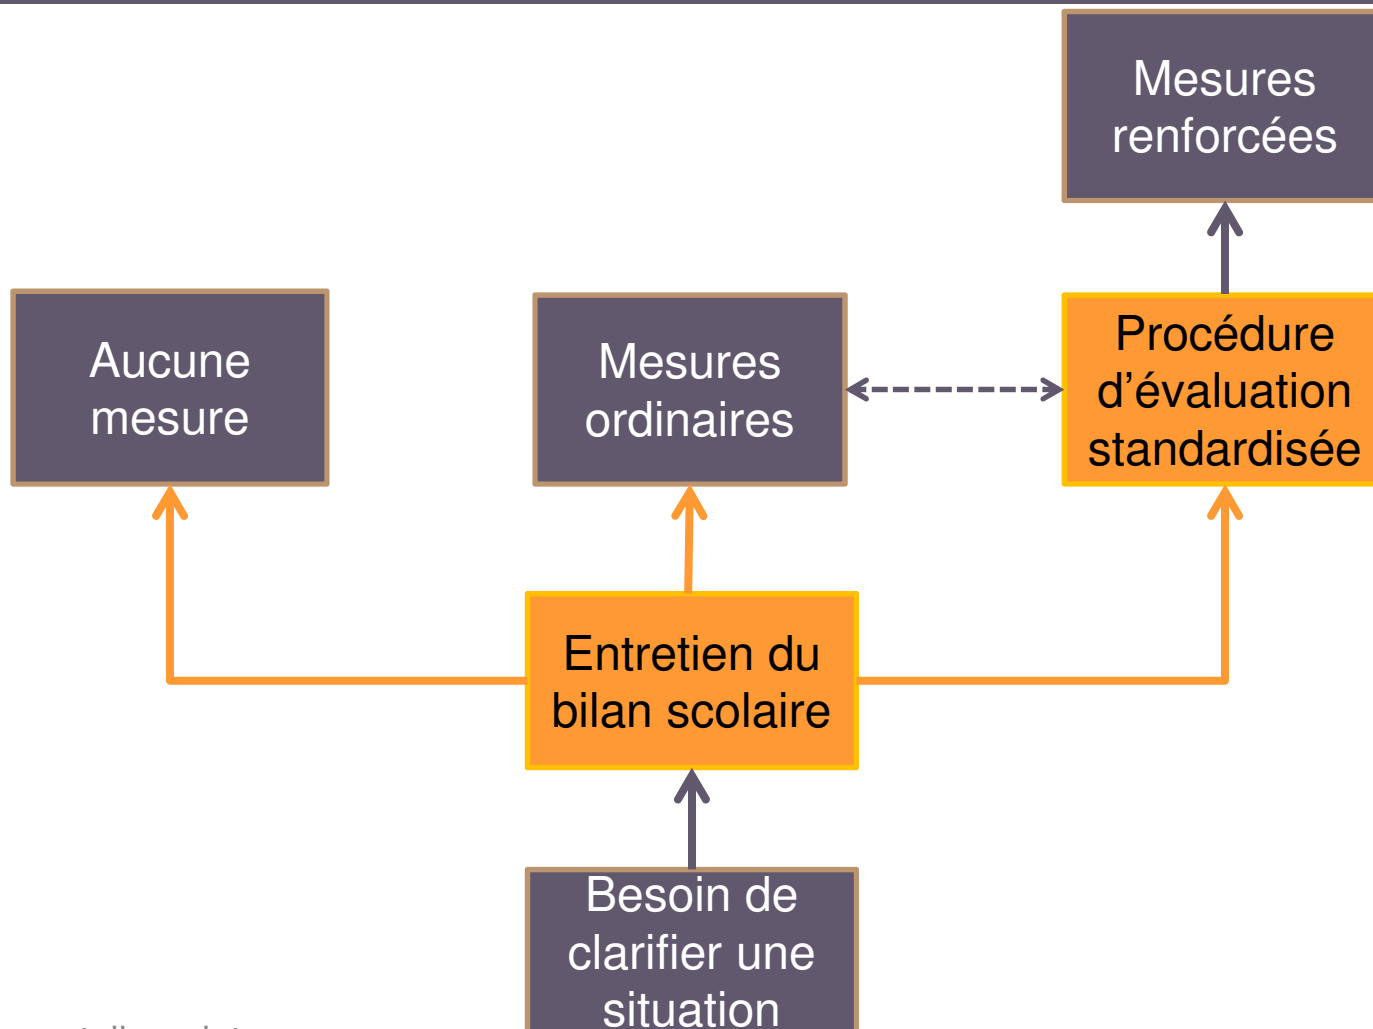 Mesures
renforcées
Aucune
mesure
Mesures
ordinaires
Procédure
d’évaluation
standardisée
Entretien du
bilan scolaire
Besoin de
clarifier une
situation